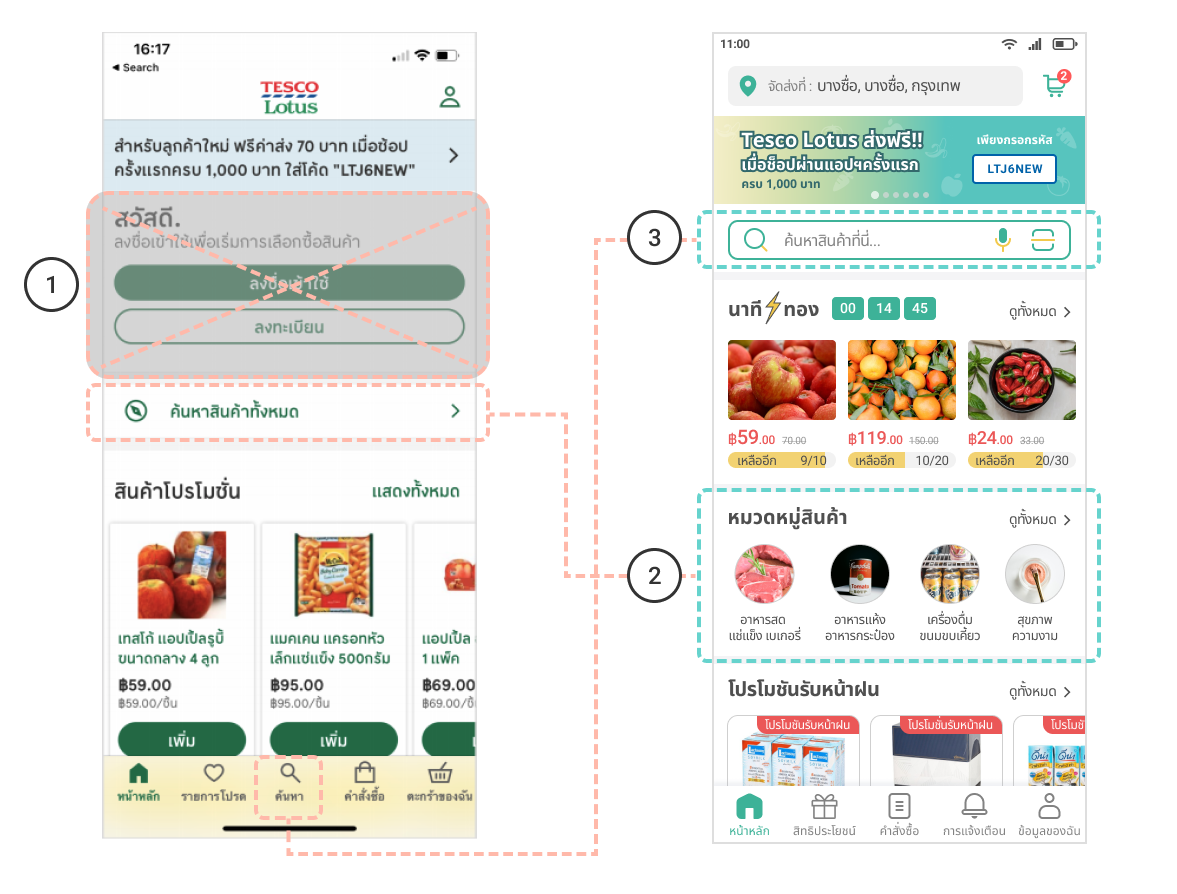 16:17
Search
TESCO
Lotus
สำหรับลูกค้าใหม่ ฟรีค่าส่ง 70 บาท เมื่อช้อป
ครั้งแรกครบ 1,000 บาท ใส่โค้ด "LTJ6NEW"
1
สวัสดี.
ลงชื่อเข้าใช้เพื่อเริ่มการเลือกซื้อสินค้า
ลงชื่อเข้าใช้
ลงทะเบียน
ค้นหาสินค้าทั้งหมด
สินค้าโปรโมชั่น
แสดงทั้งหมด
เทสโก้ แอปเปิ้ลรูบี้
ขนาดกลาง 4 ลูก
฿59.00
฿59.00/ชิ้น
เพิ่ม
แมคเคน แครอทหัว
เล็กแช่แข็ง 500กรัม
฿95.00
฿95.00/ชิ้น
เพิ่ม
แอปเปิ้ล
1 แพ็ค
฿69.00
฿69.00/ชิ้
หน้าหลัก
รายการโปรด
ค้นหา
คำสั่งซื้อ
ตะกร้าของฉัน
3
2
11:00
จัดส่งที่ : บางซื่อ, บางซื่อ, กรุงเทพ
2
Tesco Lotus ส่งฟรี!!
เมื่อช็อปผ่านแอปฯครั้งแรก
ครบ 1,000 บาท
เพียงกรอกรหัส
LTJ6NEW
ค้นหาสินค้าที่นี่...
นาที ทอง
00 14 45
ดูทั้งหมด
฿59.00 70.00
เหลืออีก 9/10
฿119.00 150.00
เหลืออีก 10/20
฿24.00 33.00
เหลืออีก 20/30
หมวดหมู่สินค้า
ดูทั้งหมด
อาหารสด
แช่แข็ง เบเกอรี่
Campbell's
Tomato
อาหารแห้ง
อาหารกระป๋อง
เครื่องดื่ม
ขนมขบเคี้ยว
สุขภาพ
ความงาม
โปรโมชันรับหน้าฝน
ดูทั้งหมด
โปรโมชันรับหน้าฝน
โปรโมชั่นรับหน้าฝน
โปรโมชั
หน้าหลัก
สิทธิประโยชน์
คำสั่งซื้อ
การแจ้งเตือน
ข้อมูลของฉัน